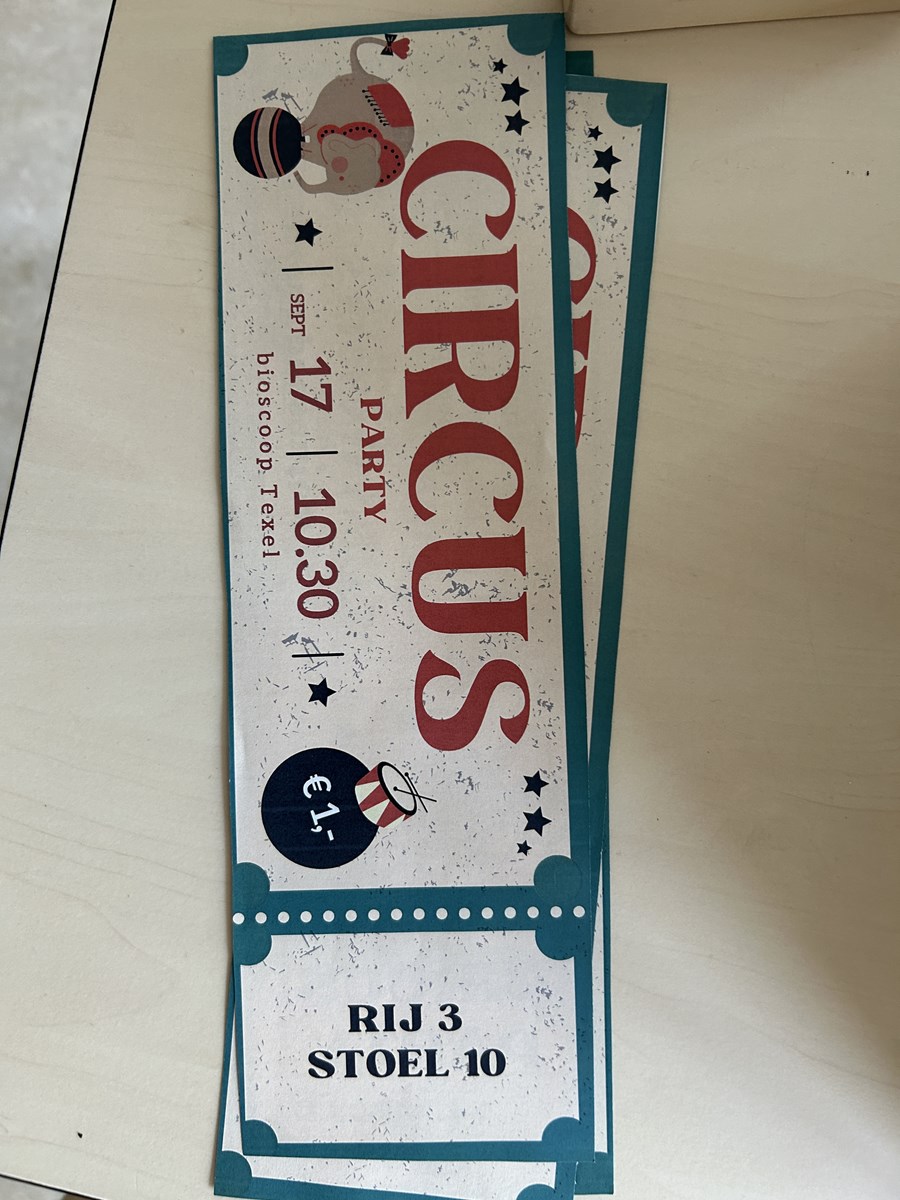 CIRCUS
PARTY
SEPT 17 10.30
bioscoop Texel
€ 1,-
RIJ 3
STOEL 10